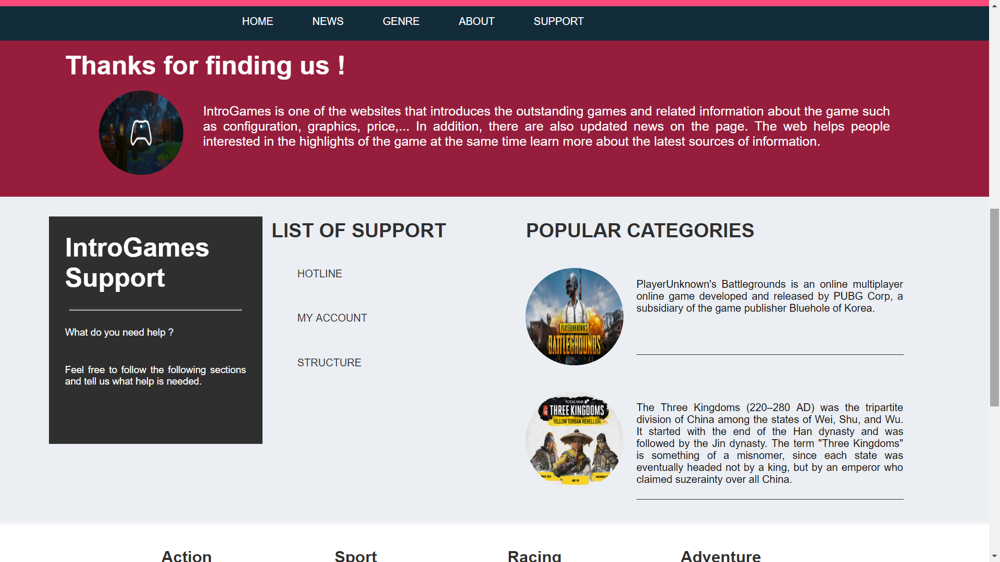 HOME NEWS GENRE ABOUT SUPPORT
Thanks for finding us !
IntroGames is one of the websites that introduces the outstanding games and related information about the game such
as configuration, graphics, price,... In addition, there are also updated news on the page. The web helps people
interested in the highlights of the game at the same time learn more about the latest sources of information.
IntroGames
Support
What do you need help ?
Feel free to follow the following sections
and tell us what help is needed.
LIST OF SUPPORT
HOTLINE
MY ACCOUNT
STRUCTURE
POPULAR CATEGORIES
PLAYERUNKNOWN'S
BATTLEGROUNDS
PlayerUnknown's Battlegrounds is an online multiplayer
online game developed and released by PUBG Corp, a
subsidiary of the game publisher Bluehole of Korea.
TOTAL WAR
THREE KINGDOMS
YELLOW TURBAN REBELLION
HE YI
The Three Kingdoms (220–280 AD) was the tripartite
division of China among the states of Wei, Shu, and Wu.
It started with the end of the Han dynasty and was
followed by the Jin dynasty. The term "Three Kingdoms"
is something of a misnomer, since each state was
eventually headed not by a king, but by an emperor who
claimed suzerainty over all China.
Action Sport Racing Adventure